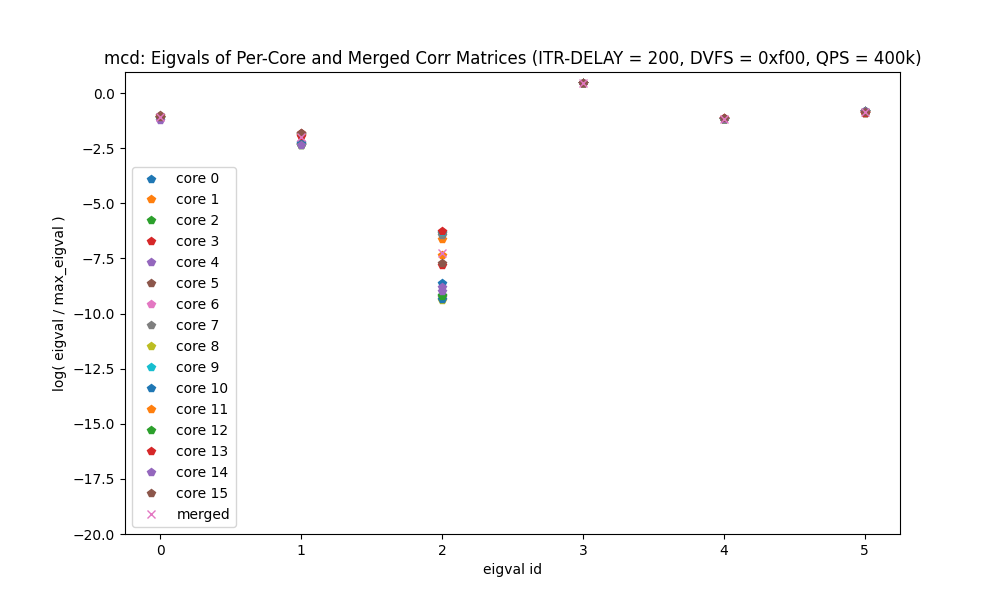 mcd: Eigvals of Per-Core and Merged Corr Matrices (ITR-DELAY = 200, DVFS = 0xf00, QPS = 400k)
log( eigval / max_eigval )
0.0
−2.5
−5.0
−7.5
−10.0
−12.5
−15.0
−17.5
−20.0
core 0
core 1
core 2
core 3
core 4
core 5
core 6
core 7
core 8
core 9
core 10
core 11
core 12
core 13
core 14
core 15
merged
0 1 2 3 4 5
eigval id